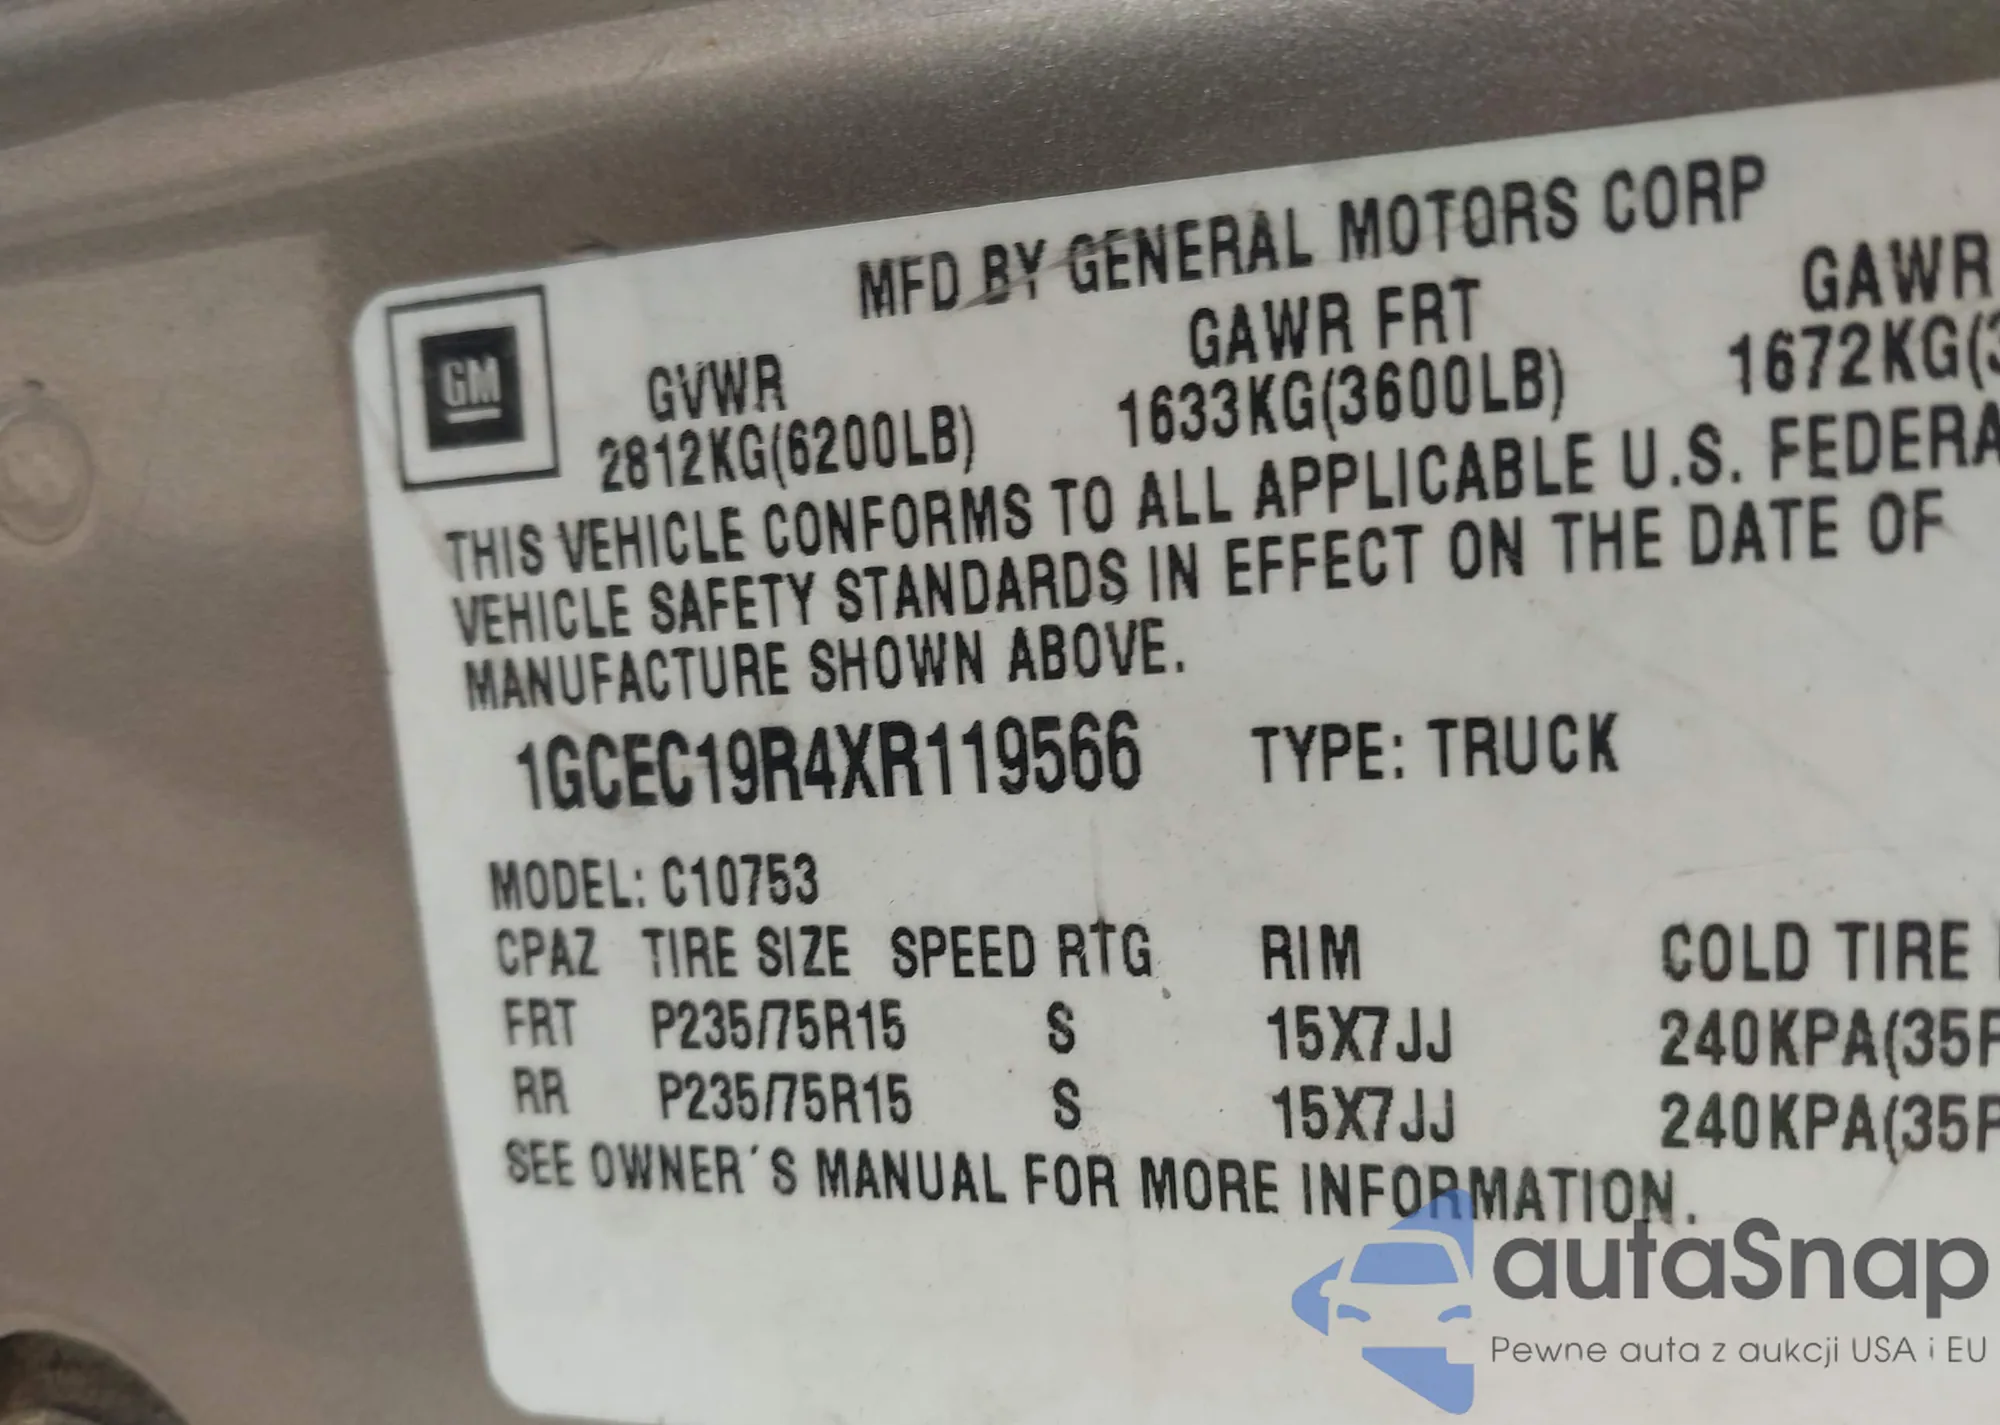 MFD BY GENERAL MOTORS CORP
GM
GVWR GAWR FRT GAWR
2812KG(6200LB) 1633KG(3600LB) 1672KG(3
THIS VEHICLE CONFORMS TO ALL APPLICABLE U.S. FEDERA
VEHICLE SAFETY STANDARDS IN EFFECT ON THE DATE OF
MANUFACTURE SHOWN ABOVE.
1GCEC19R4XR119566 TYPE: TRUCK
MODEL: C10753
CPAZ TIRE SIZE SPEED RTG RIM COLD TIRE
FRT P235/75R15 S 15X7JJ 240KPA(35P
RR P235/75R15 S 15X7JJ 240KPA(35P
SEE OWNER´S MANUAL FOR MORE INFORMATION.
autaSnap
Pewne auta z aukcji USA i EU